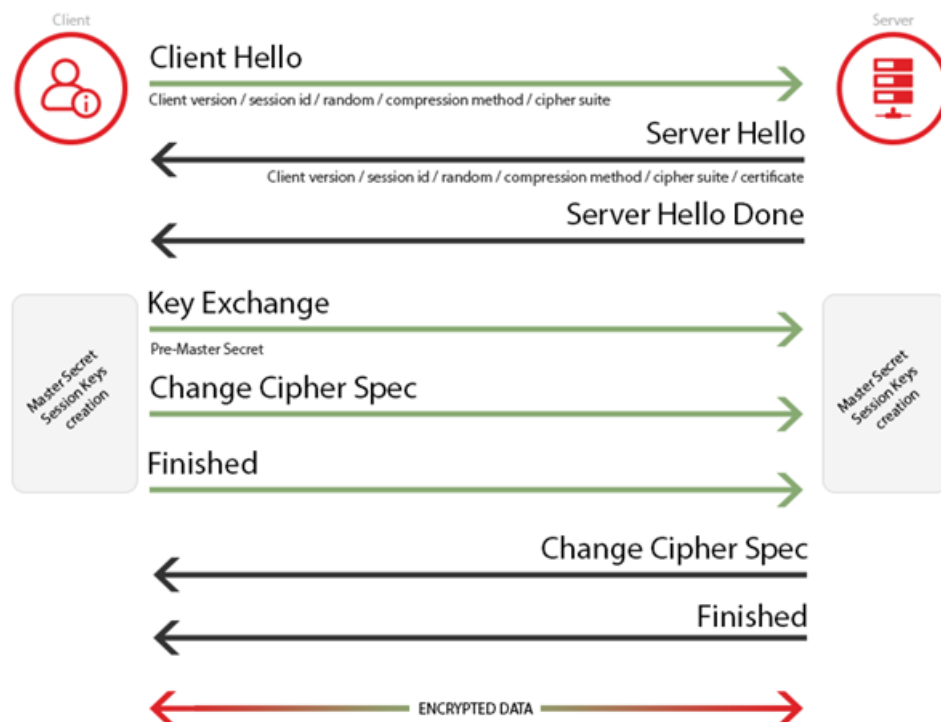 Client
Server
Client Hello
Client version / session id / random / compression method / cipher suite
Server Hello
Client version / session id / random / compression method / cipher suite / certificate
Server Hello Done
Key Exchange
Pre-Master Secret
Master Secret
Session Keys
creation
Master Secret
Session Keys
creation
Change Cipher Spec
Finished
Change Cipher Spec
Finished
ENCRYPTED DATA